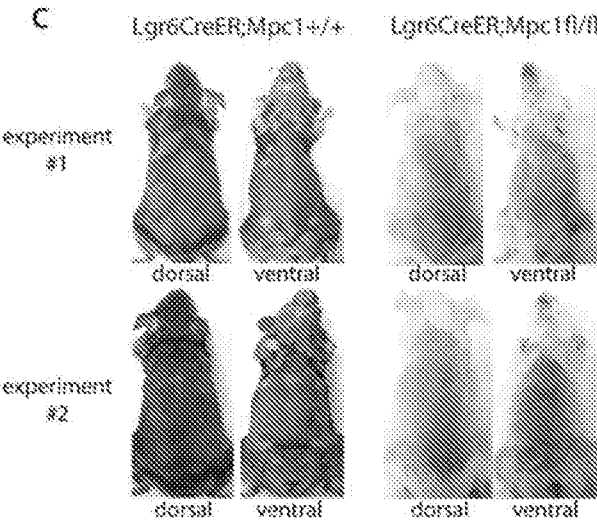 C
Lgr6CreER;Mpc1+/+ Lgr6CreER;Mpc1fl/fl
experiment
#1
dorsal ventral dorsal ventral
experiment
#2
dorsal ventral dorsal ventral